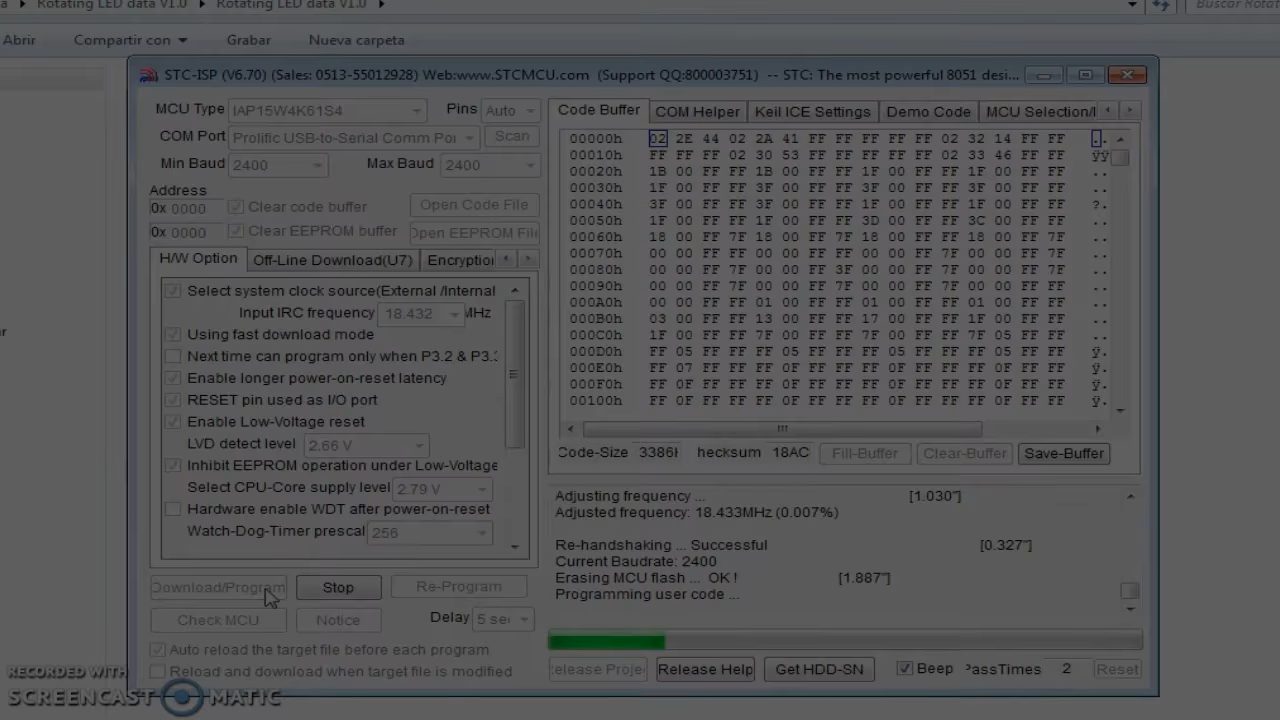 a ▸ Rotating LED data V1.0 ▸ Rotating LED data V1.0 ▸ Buscar Rota
Abrir Compartir con Grabar Nueva carpeta
STC-ISP (V6.70) (Sales: 0513-55012928) Web:www.STCMCU.com (Support QQ:800003751) -- STC: The most powerful 8051 desi...
MCU Type IAP15W4K61S4 Pins Auto
COM Port Prolific USB-to-Serial Comm Por Scan
Min Baud 2400 Max Baud 2400
Address
0x 0000 Clear code buffer Open Code File
0x 0000 Clear EEPROM buffer Open EEPROM File
H/W Option Off-Line Download(U7) Encryption
Select system clock source(External /Internal
Input IRC frequency 18.432 MHz
Using fast download mode
Next time can program only when P3.2 & P3.3
Enable longer power-on-reset latency
RESET pin used as I/O port
Enable Low-Voltage reset
LVD detect level 2.66 V
Inhibit EEPROM operation under Low-Voltage
Select CPU-Core supply level 2.79 V
Hardware enable WDT after power-on-reset
Watch-Dog-Timer prescal 256
Download/Program Stop Re-Program
Check MCU Notice Delay 5 sec
Auto reload the target file before each program
Reload and download when target file is modified
Code Buffer COM Helper Keil ICE Settings Demo Code MCU Selection/I
00000h 02 2E 44 02 2A 41 FF FF FF FF FF 02 32 14 FF FF .
00010h FF FF FF 02 30 53 FF FF FF FF FF 02 33 46 FF FF ÿÿ
00020h 1B 00 FF FF 1B 00 FF FF 1F 00 FF FF 1F 00 FF FF ..
00030h 1F 00 FF FF 3F 00 FF FF 3F 00 FF FF 3F 00 FF FF ..
00040h 3F 00 FF FF 3F 00 FF FF 1F 00 FF FF 1F 00 FF FF ?.
00050h 1F 00 FF FF 1F 00 FF FF 3D 00 FF FF 3C 00 FF FF ..
00060h 18 00 FF 7F 18 00 FF 7F 18 00 FF FF 18 00 FF 7F ..
00070h 00 00 FF 7F 00 00 FF 7F 00 00 FF 7F 00 00 FF 7F ..
00080h 00 00 FF 7F 00 00 FF 3F 00 00 FF FF 00 00 FF 7F ..
00090h 00 00 FF 7F 00 00 FF 7F 00 00 FF 7F 00 00 FF FF ..
000A0h 00 00 FF FF 01 00 FF FF 01 00 FF FF 01 00 FF FF ..
000B0h 03 00 FF FF 13 00 FF FF 17 00 FF FF 1F 00 FF FF ..
000C0h 1F 00 FF FF 7F 00 FF FF 7F 00 FF FF 7F 05 FF FF ..
000D0h FF 05 FF FF FF 05 FF FF FF 05 FF FF FF 05 FF FF ÿ.
000E0h FF 07 FF FF FF 0F FF FF FF 0F FF FF FF 0F FF FF ÿ.
000F0h FF 0F FF FF FF 0F FF FF FF 0F FF FF FF 0F FF FF ÿ.
00100h FF 0F FF FF FF 0F FF FF FF 0F FF FF FF 0F FF FF ÿ.
Code-Size 3386H hecksum 18AC Fill-Buffer Clear-Buffer Save-Buffer
Adjusting frequency ... [1.030"]
Adjusted frequency: 18.433MHz (0.007%)
Re-handshaking ... Successful [0.327"]
Current Baudrate: 2400
Erasing MCU flash ... OK ! [1.887"]
Programming user code ...
elease Projec Release Help Get HDD-SN Beep PassTimes 2 Reset
RECORDED WITH
SCREENCAST MATIC